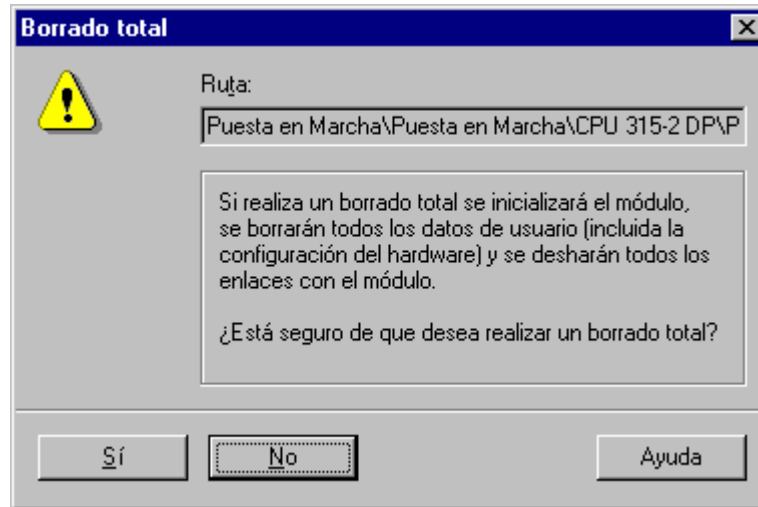 Borrado total
Ruta:
Puesta en Marcha\Puesta en Marcha\CPU 315-2 DP\P
Si realiza un borrado total se inicializará el módulo,
se borrarán todos los datos de usuario (incluida la
configuración del hardware) y se desharán todos los
enlaces con el módulo.
¿Está seguro de que desea realizar un borrado total?
Sí
No
Ayuda